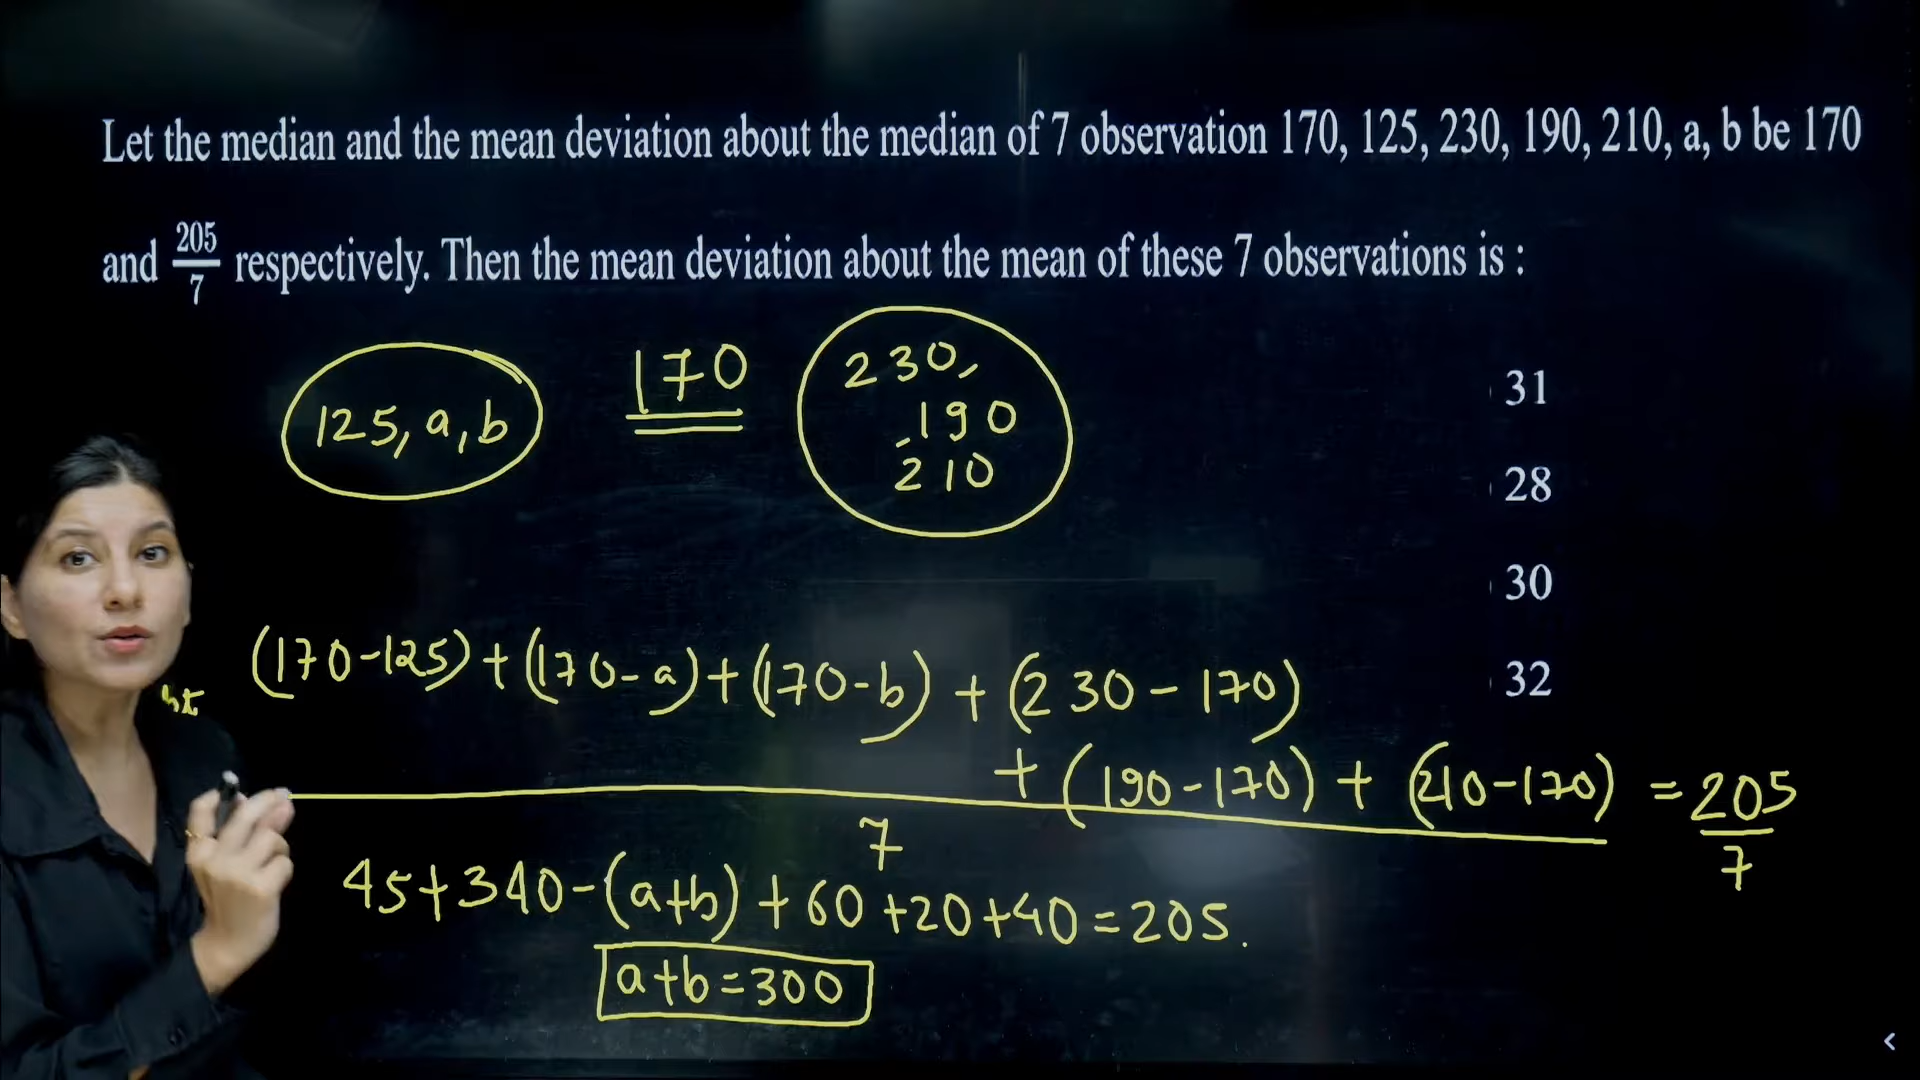 Let the median and the mean deviation about the median of 7 observation 170, 125, 230, 190, 210, a, b be 170
and 205/7 respectively. Then the mean deviation about the mean of these 7 observations is :
125, a, b
170
230,
,190
210
31
28
30
32
(170-125)+(170-a)+(170-b)+(230-170)
+(190-170)+(210-170) = 205/7
7
45+340-(a+b)+60+20+40=205.
a+b=300